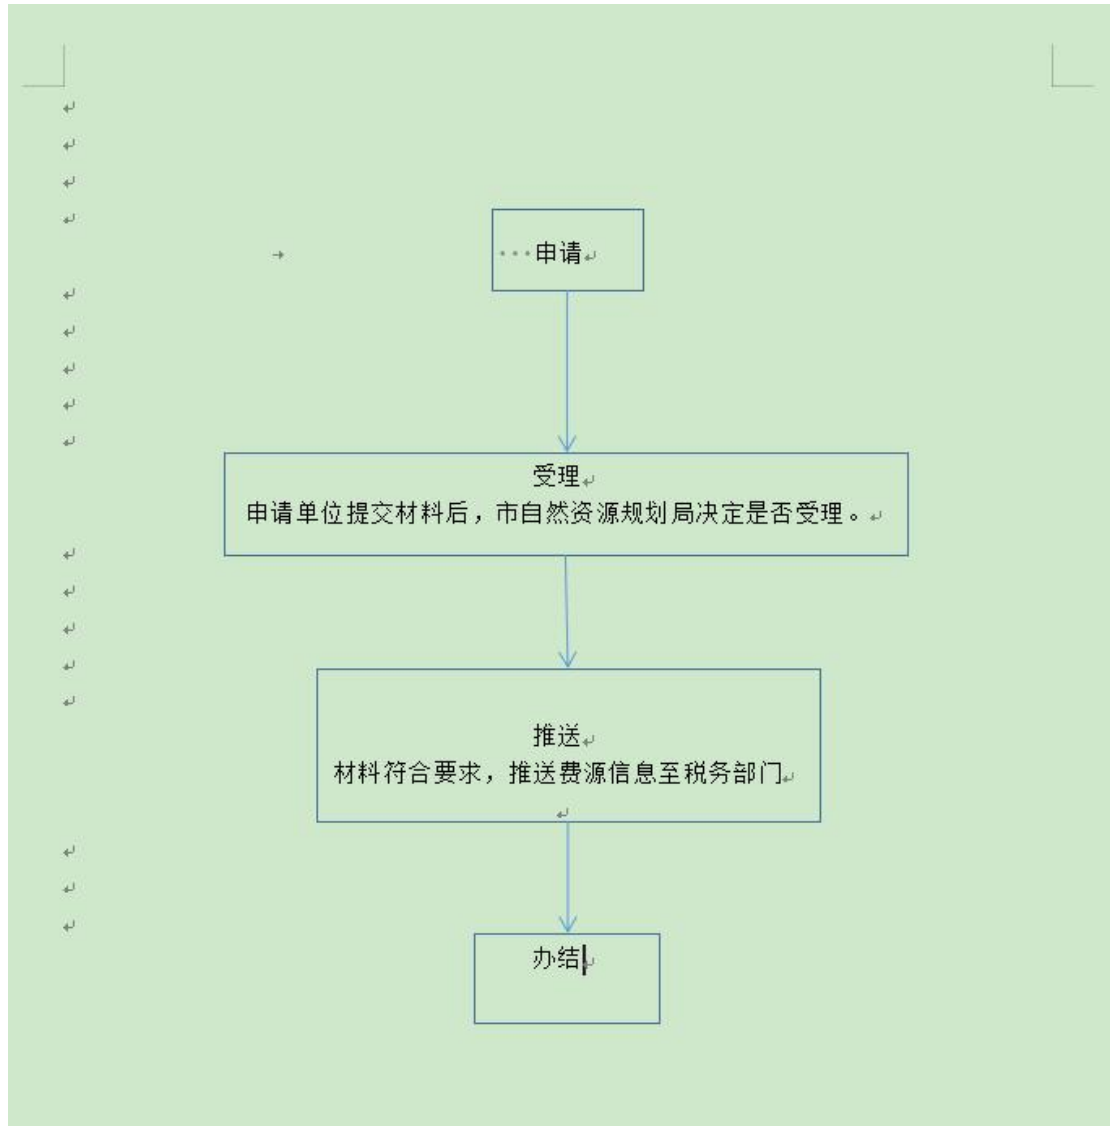 申请
受理
申请单位提交材料后，市自然资源规划局决定是否受理。
推送
材料符合要求，推送费源信息至税务部门
办结